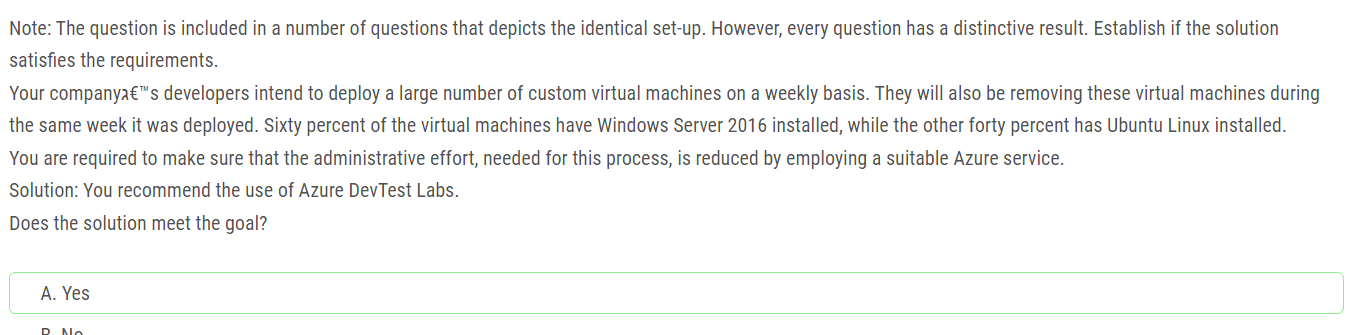 Note: The question is included in a number of questions that depicts the identical set-up. However, every question has a distinctive result. Establish if the solution
satisfies the requirements.
Your companyג€™s developers intend to deploy a large number of custom virtual machines on a weekly basis. They will also be removing these virtual machines during
the same week it was deployed. Sixty percent of the virtual machines have Windows Server 2016 installed, while the other forty percent has Ubuntu Linux installed.
You are required to make sure that the administrative effort, needed for this process, is reduced by employing a suitable Azure service.
Solution: You recommend the use of Azure DevTest Labs.
Does the solution meet the goal?
A. Yes
B. No